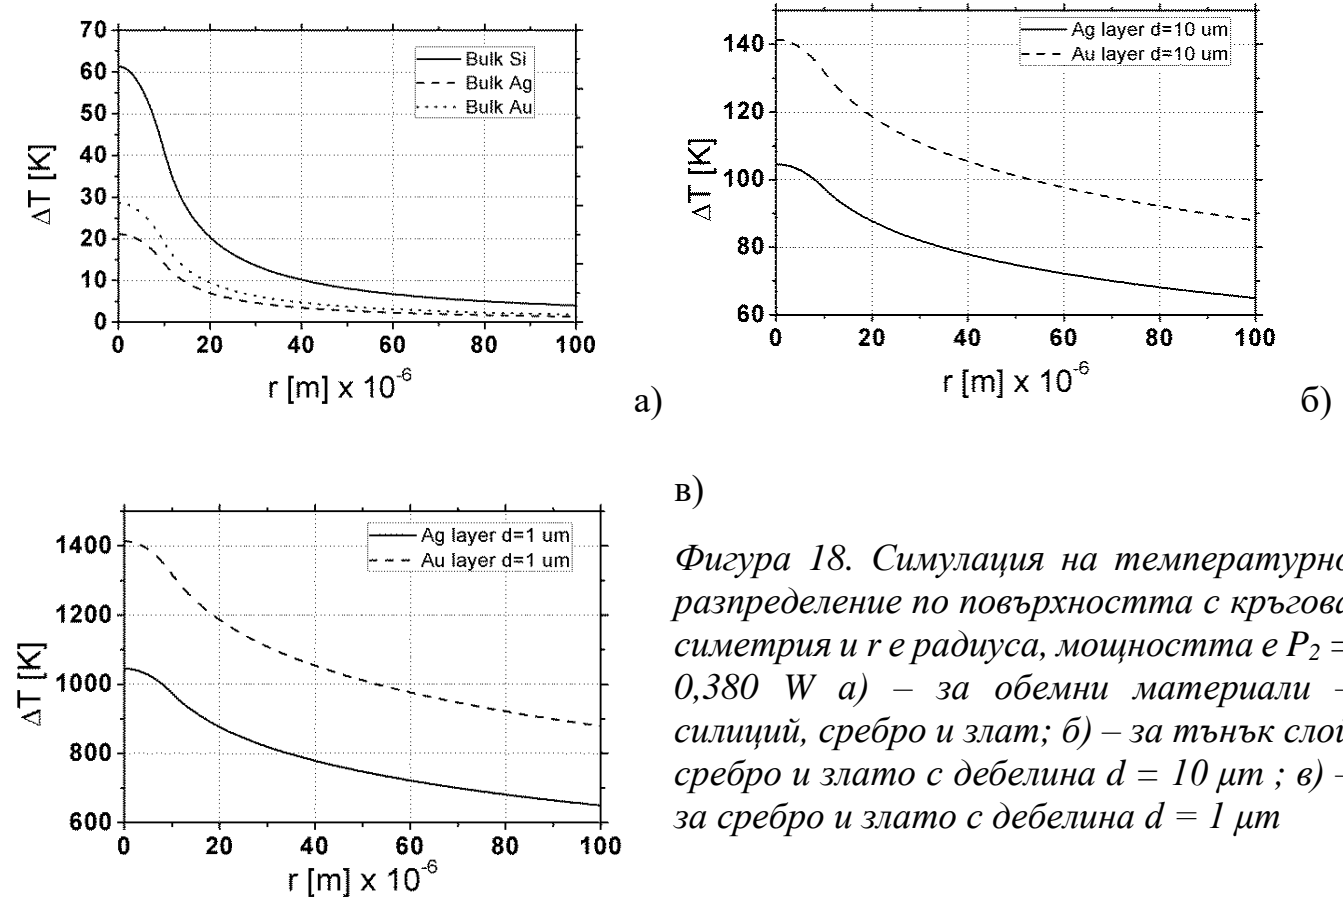 70
60
50
40
30
20
10
0
ΔT [K]
Bulk Si
Bulk Ag
Bulk Au
0 20 40 60 80 100
r [m] x 10⁻⁶
а)
140
120
100
80
60
ΔT [K]
Ag layer d=10 um
Au layer d=10 um
0 20 40 60 80 100
r [m] x 10⁻⁶
б)
1400
1200
1000
800
600
ΔT [K]
Ag layer d=1 um
Au layer d=1 um
0 20 40 60 80 100
r [m] x 10⁻⁶
в)
Фигура 18. Симулация на температурно
разпределение по повърхността с кръгова
симетрия и r е радиуса, мощността е P₂ =
0,380 W а) – за обемни материали –
силиций, сребро и злат; б) – за тънък слой
сребро и злато с дебелина d = 10 μm ; в) –
за сребро и злато с дебелина d = 1 μm